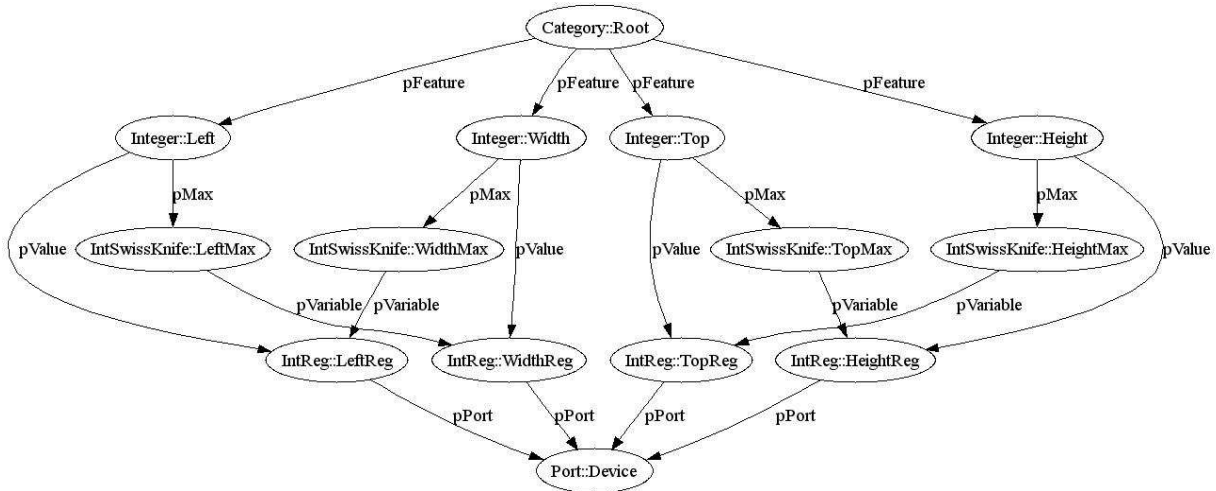 Category::Root
pFeature
pFeature
pFeature
pFeature
Integer::Left
Integer::Width
Integer::Top
Integer::Height
pMax
pMax
pMax
pMax
pValue
IntSwissKnife::LeftMax
IntSwissKnife::WidthMax
pValue
pValue
IntSwissKnife::TopMax
IntSwissKnife::HeightMax
pValue
pVariable
pVariable
pVariable
pVariable
IntReg::LeftReg
IntReg::WidthReg
IntReg::TopReg
IntReg::HeightReg
pPort
pPort
pPort
pPort
Port::Device